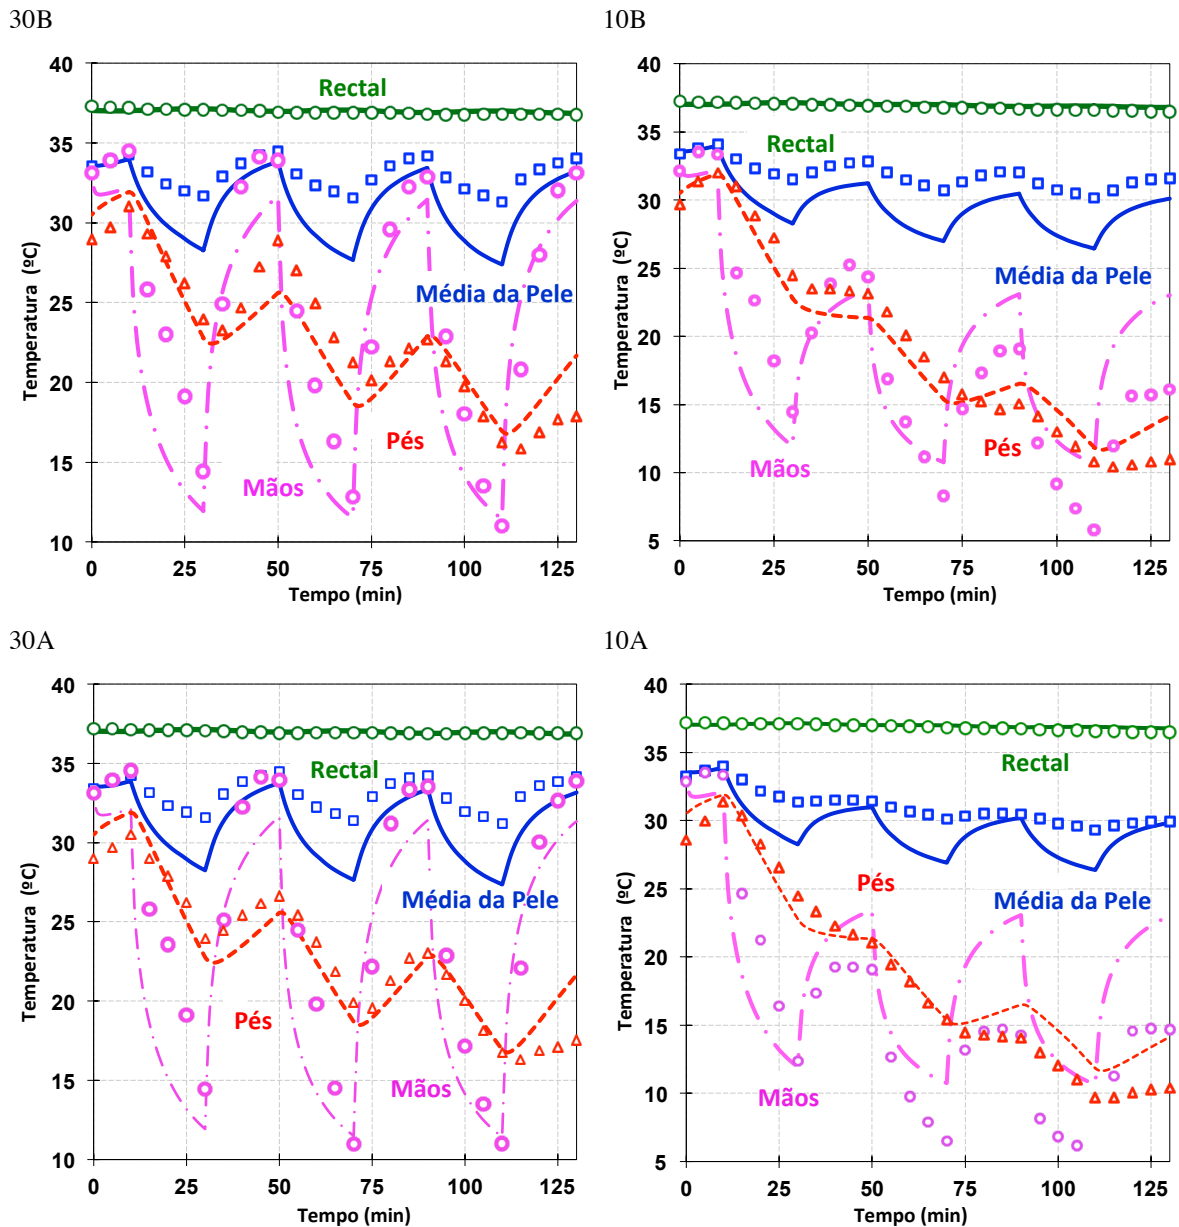 30B
10B
40
35
30
25
20
15
10
0 25 50 75 100 125
Temperatura (ºC)
Tempo (min)
Rectal
Média da Pele
Pés
Mãos
40
35
30
25
20
15
10
5
0 25 50 75 100 125
Temperatura (ºC)
Tempo (min)
Rectal
Média da Pele
Pés
Mãos
30A
10A
40
35
30
25
20
15
10
0 25 50 75 100 125
Temperatura (ºC)
Tempo (min)
Rectal
Média da Pele
Pés
Mãos
40
35
30
25
20
15
10
5
0 25 50 75 100 125
Temperatura (ºC)
Tempo (min)
Rectal
Pés
Média da Pele
Mãos